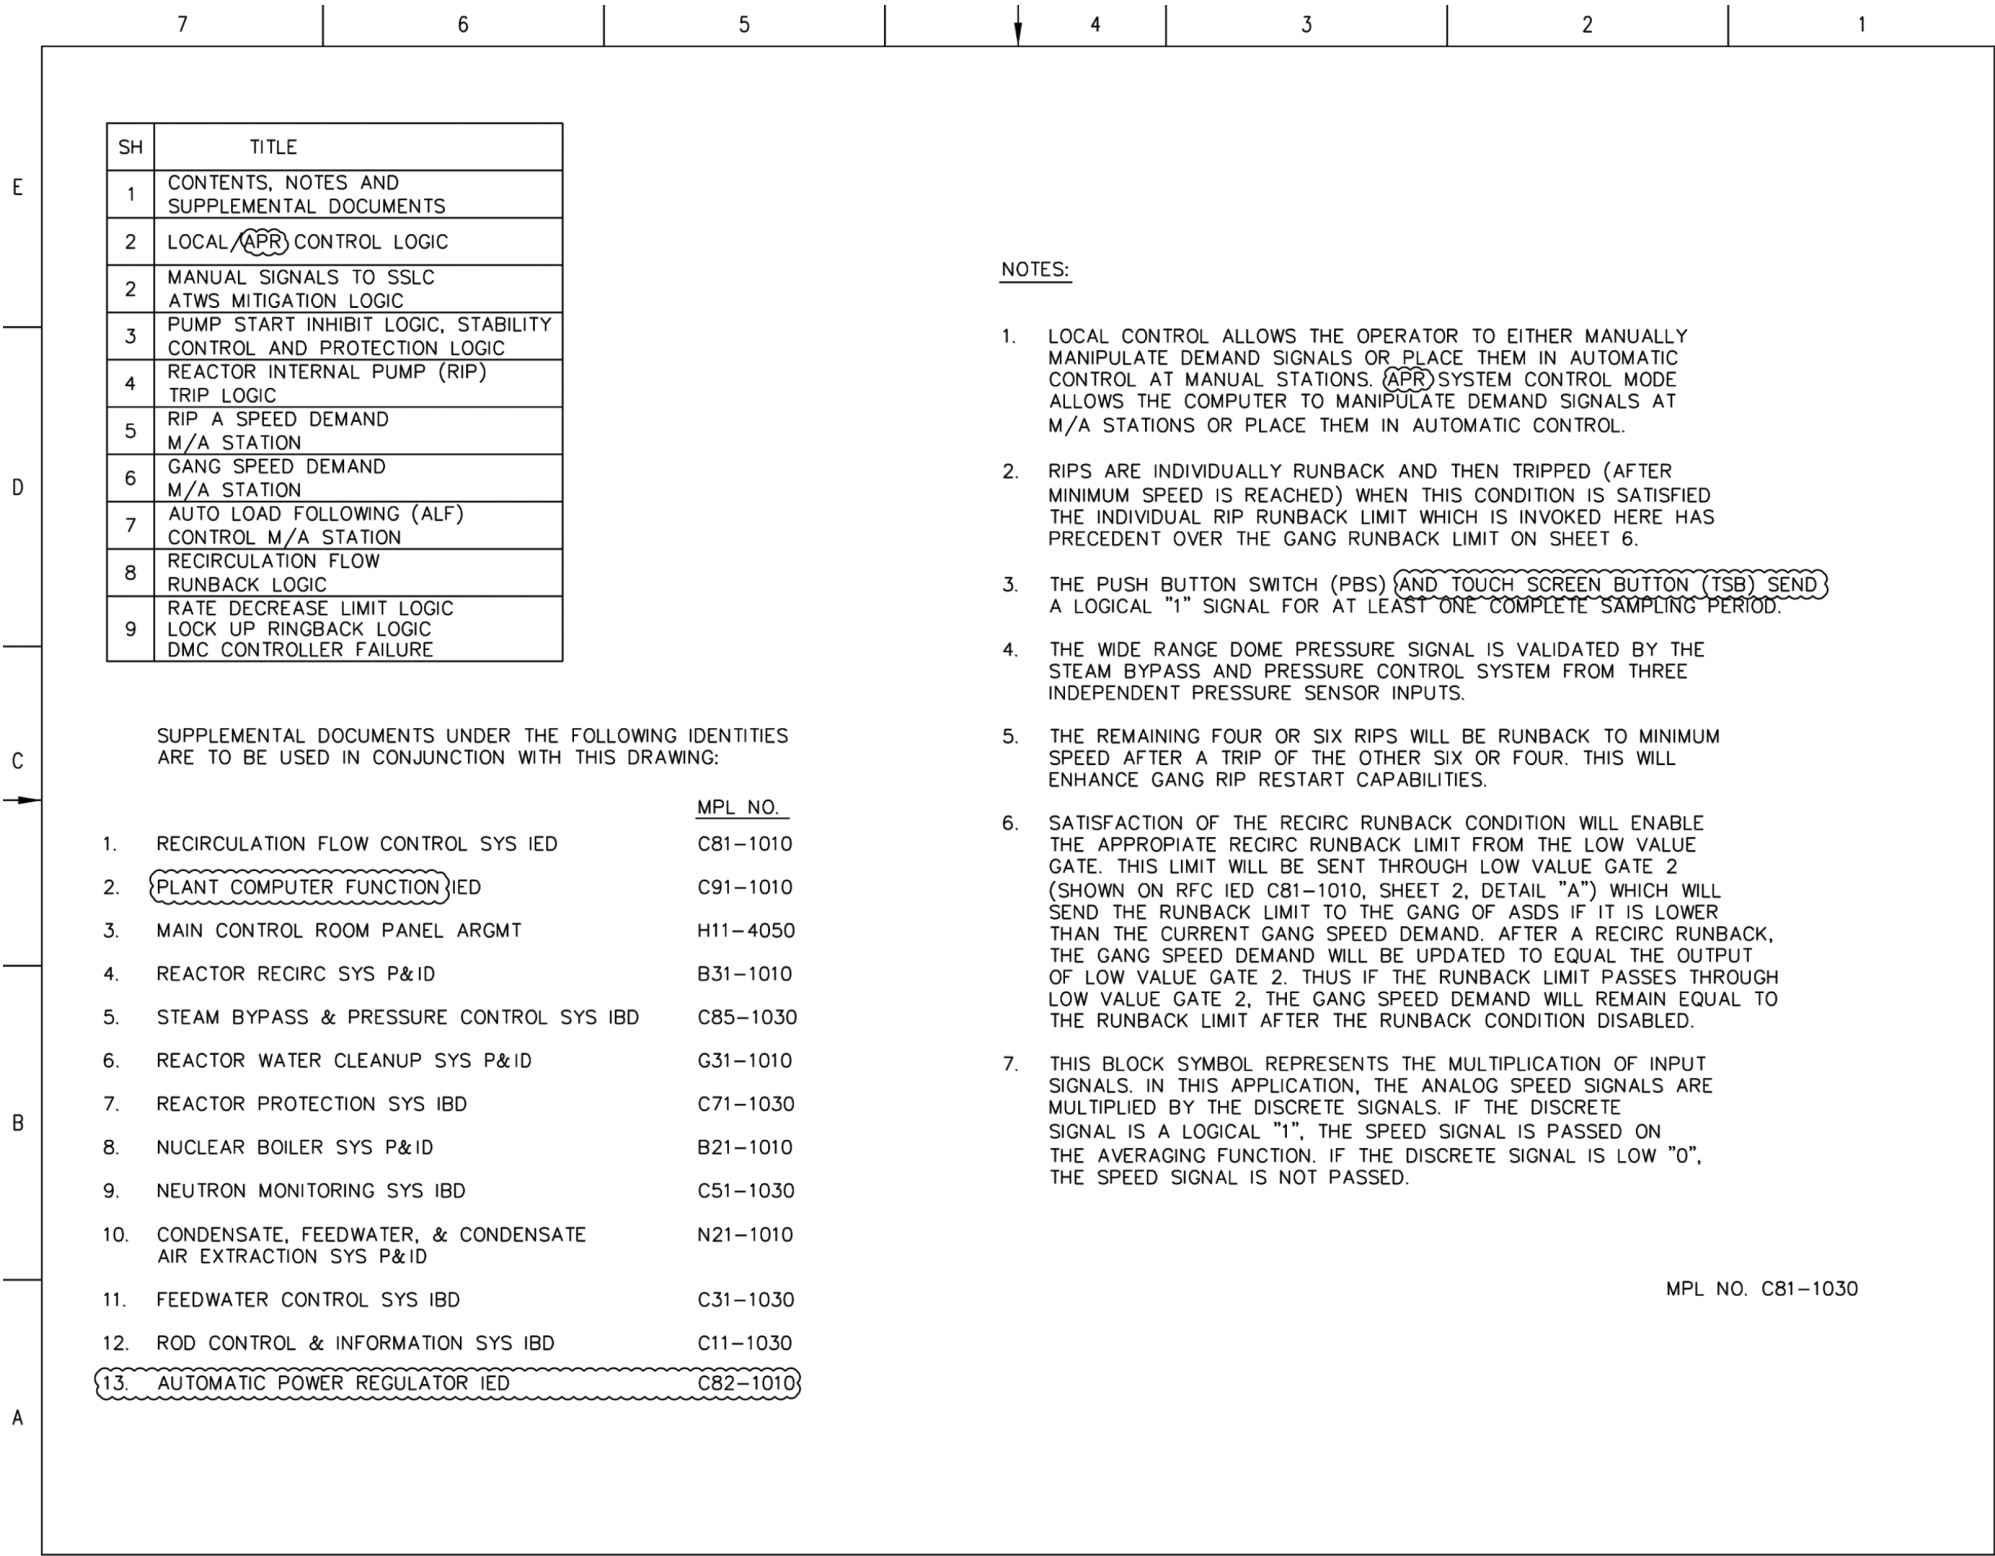 7 6 5 4 3 2 1
E
D
C
B
A
SH TITLE
1 CONTENTS, NOTES AND
SUPPLEMENTAL DOCUMENTS
2 LOCAL/APR CONTROL LOGIC
2 MANUAL SIGNALS TO SSLC
ATWS MITIGATION LOGIC
3 PUMP START INHIBIT LOGIC, STABILITY
CONTROL AND PROTECTION LOGIC
4 REACTOR INTERNAL PUMP (RIP)
TRIP LOGIC
5 RIP A SPEED DEMAND
M/A STATION
6 GANG SPEED DEMAND
M/A STATION
7 AUTO LOAD FOLLOWING (ALF)
CONTROL M/A STATION
8 RECIRCULATION FLOW
RUNBACK LOGIC
9 RATE DECREASE LIMIT LOGIC
LOCK UP RINGBACK LOGIC
DMC CONTROLLER FAILURE
SUPPLEMENTAL DOCUMENTS UNDER THE FOLLOWING IDENTITIES
ARE TO BE USED IN CONJUNCTION WITH THIS DRAWING:
MPL NO.
1. RECIRCULATION FLOW CONTROL SYS IED C81-1010
2. PLANT COMPUTER FUNCTION IED C91-1010
3. MAIN CONTROL ROOM PANEL ARGMT H11-4050
4. REACTOR RECIRC SYS P&ID B31-1010
5. STEAM BYPASS & PRESSURE CONTROL SYS IBD C85-1030
6. REACTOR WATER CLEANUP SYS P&ID G31-1010
7. REACTOR PROTECTION SYS IBD C71-1030
8. NUCLEAR BOILER SYS P&ID B21-1010
9. NEUTRON MONITORING SYS IBD C51-1030
10. CONDENSATE, FEEDWATER, & CONDENSATE N21-1010
AIR EXTRACTION SYS P&ID
11. FEEDWATER CONTROL SYS IBD C31-1030
12. ROD CONTROL & INFORMATION SYS IBD C11-1030
13. AUTOMATIC POWER REGULATOR IED C82-1010
NOTES:
1. LOCAL CONTROL ALLOWS THE OPERATOR TO EITHER MANUALLY
MANIPULATE DEMAND SIGNALS OR PLACE THEM IN AUTOMATIC
CONTROL AT MANUAL STATIONS. APR SYSTEM CONTROL MODE
ALLOWS THE COMPUTER TO MANIPULATE DEMAND SIGNALS AT
M/A STATIONS OR PLACE THEM IN AUTOMATIC CONTROL.
2. RIPS ARE INDIVIDUALLY RUNBACK AND THEN TRIPPED (AFTER
MINIMUM SPEED IS REACHED) WHEN THIS CONDITION IS SATISFIED
THE INDIVIDUAL RIP RUNBACK LIMIT WHICH IS INVOKED HERE HAS
PRECEDENT OVER THE GANG RUNBACK LIMIT ON SHEET 6.
3. THE PUSH BUTTON SWITCH (PBS) AND TOUCH SCREEN BUTTON (TSB) SEND
A LOGICAL "1" SIGNAL FOR AT LEAST ONE COMPLETE SAMPLING PERIOD.
4. THE WIDE RANGE DOME PRESSURE SIGNAL IS VALIDATED BY THE
STEAM BYPASS AND PRESSURE CONTROL SYSTEM FROM THREE
INDEPENDENT PRESSURE SENSOR INPUTS.
5. THE REMAINING FOUR OR SIX RIPS WILL BE RUNBACK TO MINIMUM
SPEED AFTER A TRIP OF THE OTHER SIX OR FOUR. THIS WILL
ENHANCE GANG RIP RESTART CAPABILITIES.
6. SATISFACTION OF THE RECIRC RUNBACK CONDITION WILL ENABLE
THE APPROPIATE RECIRC RUNBACK LIMIT FROM THE LOW VALUE
GATE. THIS LIMIT WILL BE SENT THROUGH LOW VALUE GATE 2
(SHOWN ON RFC IED C81-1010, SHEET 2, DETAIL "A") WHICH WILL
SEND THE RUNBACK LIMIT TO THE GANG OF ASDS IF IT IS LOWER
THAN THE CURRENT GANG SPEED DEMAND. AFTER A RECIRC RUNBACK,
THE GANG SPEED DEMAND WILL BE UPDATED TO EQUAL THE OUTPUT
OF LOW VALUE GATE 2. THUS IF THE RUNBACK LIMIT PASSES THROUGH
LOW VALUE GATE 2, THE GANG SPEED DEMAND WILL REMAIN EQUAL TO
THE RUNBACK LIMIT AFTER THE RUNBACK CONDITION DISABLED.
7. THIS BLOCK SYMBOL REPRESENTS THE MULTIPLICATION OF INPUT
SIGNALS. IN THIS APPLICATION, THE ANALOG SPEED SIGNALS ARE
MULTIPLIED BY THE DISCRETE SIGNALS. IF THE DISCRETE
SIGNAL IS A LOGICAL "1", THE SPEED SIGNAL IS PASSED ON
THE AVERAGING FUNCTION. IF THE DISCRETE SIGNAL IS LOW "0",
THE SPEED SIGNAL IS NOT PASSED.
MPL NO. C81-1030